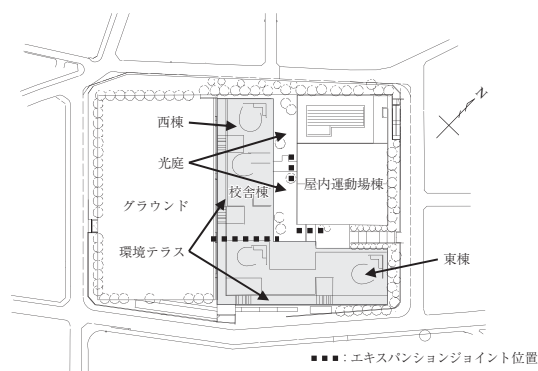 N
西棟
光庭
校舎棟
屋内運動場棟
グラウンド
環境テラス
東棟
■■■：エキスパンションジョイント位置